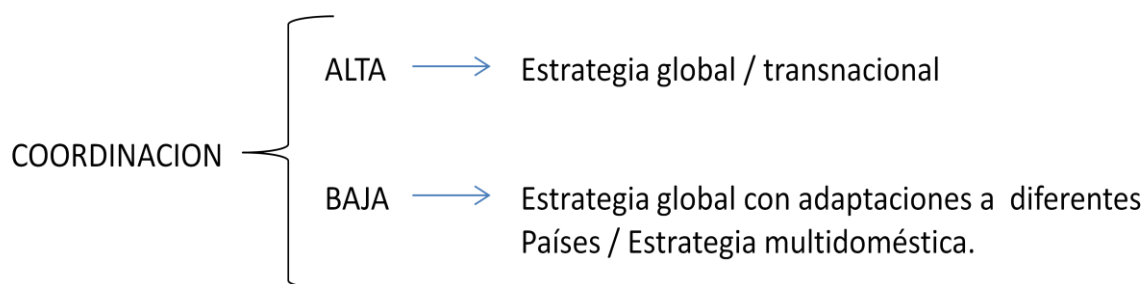 ALTA Estrategia global / transnacional
COORDINACION
BAJA Estrategia global con adaptaciones a diferentes
Países / Estrategia multidoméstica.